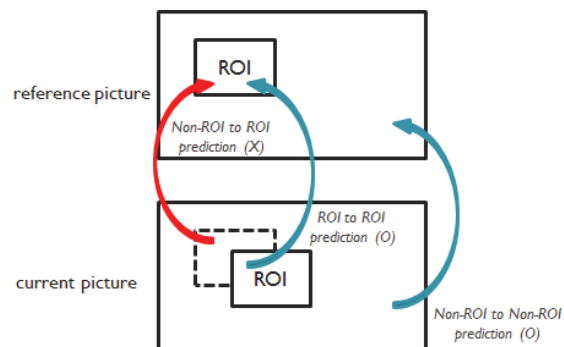 ROI
reference picture
Non-ROI to ROI
prediction (X)
ROI to ROI
prediction (O)
ROI
current picture
Non-ROI to Non-ROI
prediction (O)